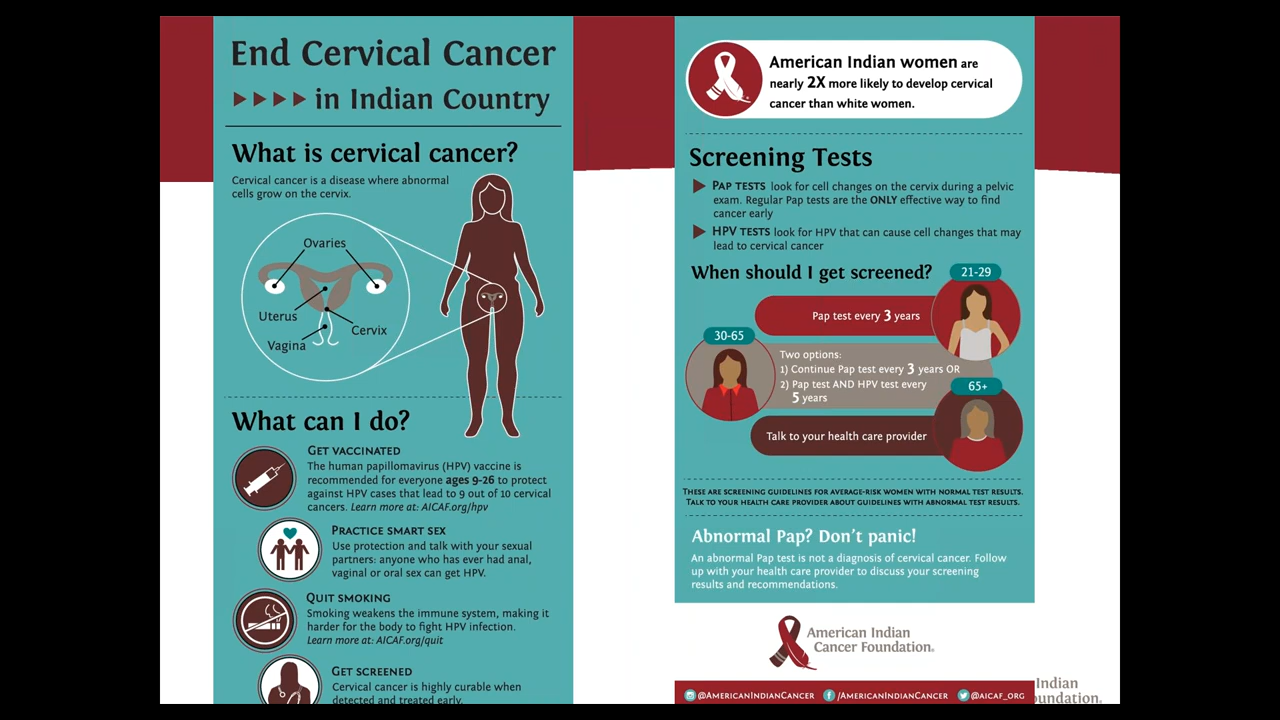 End Cervical Cancer
in Indian Country
What is cervical cancer?
Cervical cancer is a disease where abnormal
cells grow on the cervix.
Ovaries
Uterus
Cervix
Vagina
What can I do?
GET VACCINATED
The human papillomavirus (HPV) vaccine is
recommended for everyone ages 9-26 to protect
against HPV cases that lead to 9 out of 10 cervical
cancers. Learn more at: AICAF.org/hpv
PRACTICE SMART SEX
Use protection and talk with your sexual
partners: anyone who has ever had anal,
vaginal or oral sex can get HPV.
QUIT SMOKING
Smoking weakens the immune system, making it
harder for the body to fight HPV infection.
Learn more at: AICAF.org/quit
GET SCREENED
Cervical cancer is highly curable when
detected and treated early.
American Indian women are
nearly 2X more likely to develop cervical
cancer than white women.
Screening Tests
PAP TESTS look for cell changes on the cervix during a pelvic
exam. Regular Pap tests are the ONLY effective way to find
cancer early
HPV TESTS look for HPV that can cause cell changes that may
lead to cervical cancer
When should I get screened?
21-29
Pap test every 3 years
30-65
Two options:
1) Continue Pap test every 3 years OR
2) Pap test AND HPV test every
5 years
65+
Talk to your health care provider
THESE ARE SCREENING GUIDELINES FOR AVERAGE-RISK WOMEN WITH NORMAL TEST RESULTS.
TALK TO YOUR HEALTH CARE PROVIDER ABOUT GUIDELINES WITH ABNORMAL TEST RESULTS.
Abnormal Pap? Don't panic!
An abnormal Pap test is not a diagnosis of cervical cancer. Follow
up with your health care provider to discuss your screening
results and recommendations.
American Indian
Cancer Foundation.
@AMERICANINDIANCANCER /AMERICANINDIANCANCER @AICAF_ORG
Indian
undation.